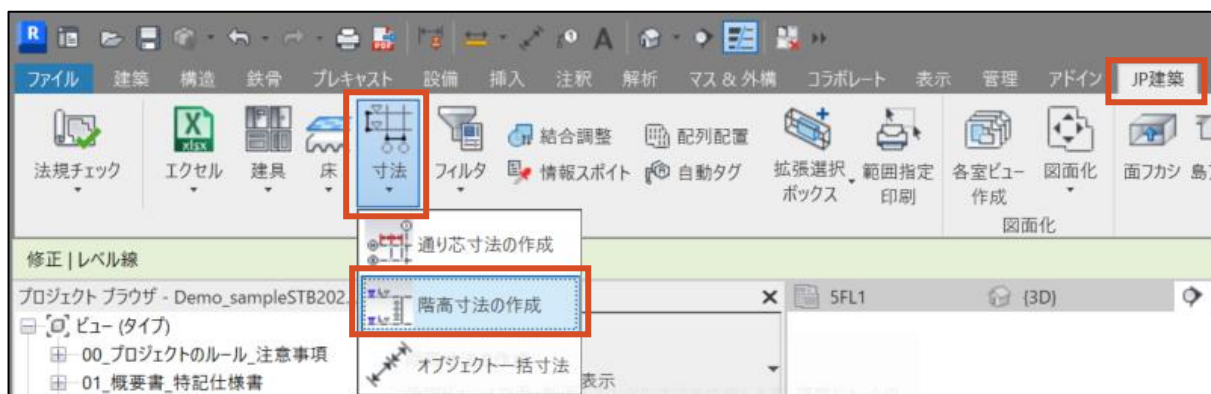 R
PDF
A
ファイル 建築 構造 鉄骨 プレキャスト 設備 挿入 注釈 解析 マス & 外構 コラボレート 表示 管理 アドイン JP建築
X
xlsx
法規チェック エクセル 建具 床 寸法 フィルタ 結合調整 情報スポイト 配列配置 自動タグ 拡張選択 ボックス 範囲指定 印刷 各室ビュー 作成 図面化 面フカシ
図面化
通り芯寸法の作成
修正 | レベル線
プロジェクト ブラウザ - Demo_sampleSTB202...
階高寸法の作成
5FL1 {3D}
ビュー (タイプ)
00_プロジェクトのルール_注意事項
オブジェクト一括寸法
表示
01_概要書_特記仕様書